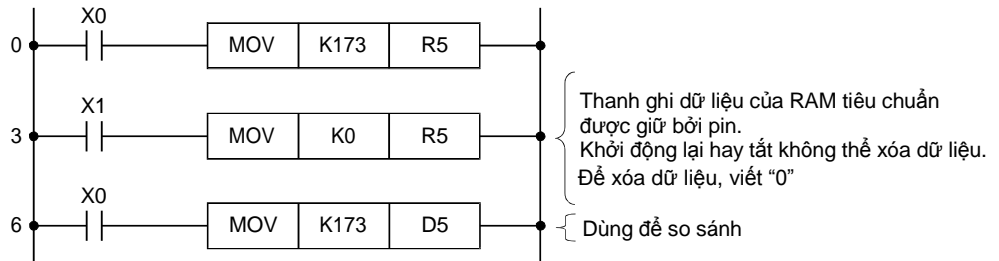 X0
0 MOV K173 R5
X1
3 MOV K0 R5
Thanh ghi dữ liệu của RAM tiêu chuẩn
được giữ bởi pin.
Khởi động lại hay tắt không thể xóa dữ liệu.
Để xóa dữ liệu, viết “0”
X0
6 MOV K173 D5
Dùng để so sánh